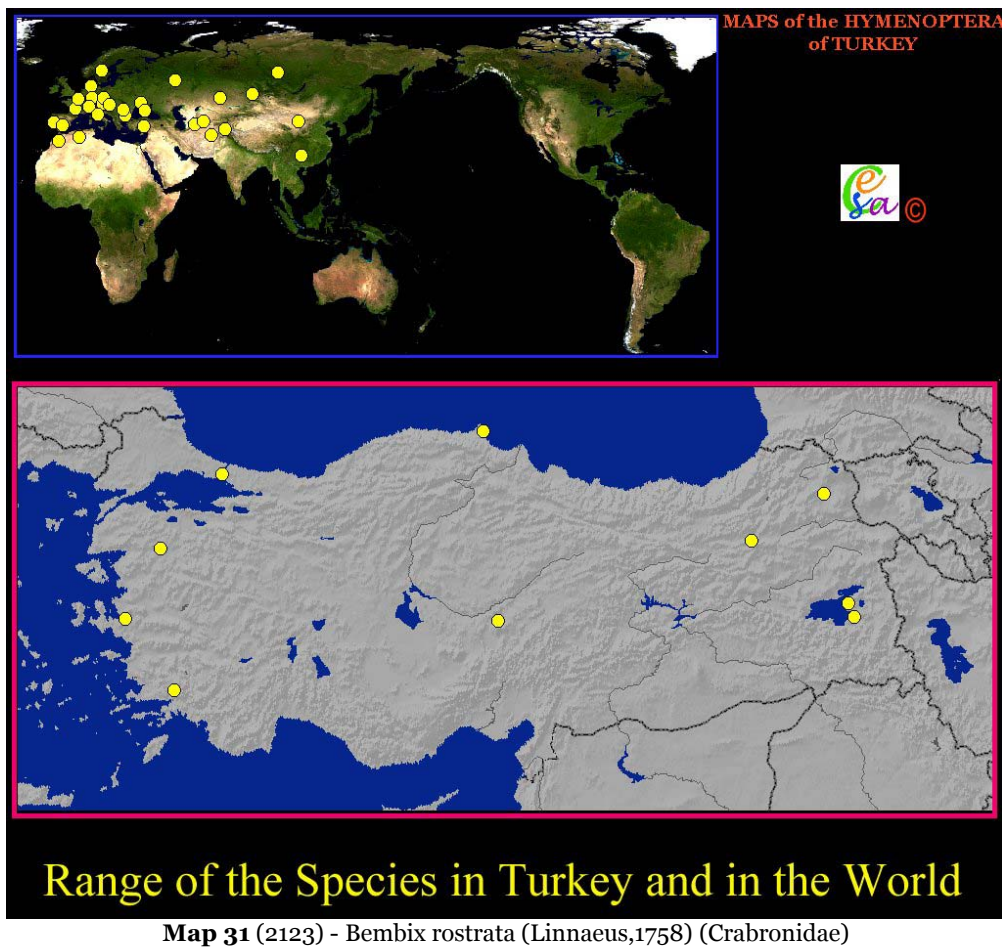 MAPS of the HYMENOPTERA
of TURKEY
Cesa ©
Range of the Species in Turkey and in the World
Map 31 (2123) - Bembix rostrata (Linnaeus,1758) (Crabronidae)